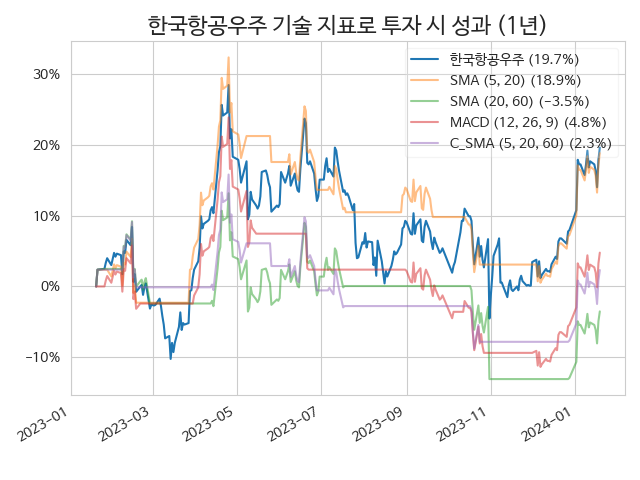 한국항공우주 기술 지표로 투자 시 성과 (1년)
한국항공우주 (19.7%)
SMA (5, 20) (18.9%)
SMA (20, 60) (−3.5%)
MACD (12, 26, 9) (4.8%)
C_SMA (5, 20, 60) (2.3%)
30%
20%
10%
0%
−10%
2023−01
2023−03
2023−05
2023−07
2023−09
2023−11
2024−01